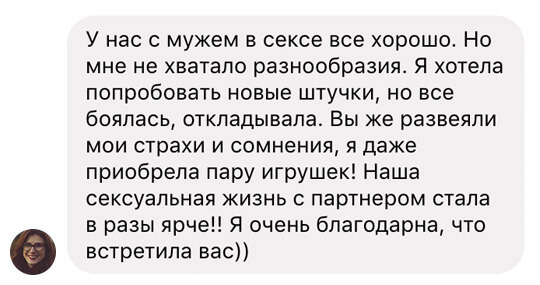 У нас с мужем в сексе все хорошо. Но
мне не хватало разнообразия. Я хотела
попробовать новые штучки, но все
боялась, откладывала. Вы же развеяли
мои страхи и сомнения, я даже
приобрела пару игрушек! Наша
сексуальная жизнь с партнером стала
в разы ярче!! Я очень благодарна, что
встретила вас))